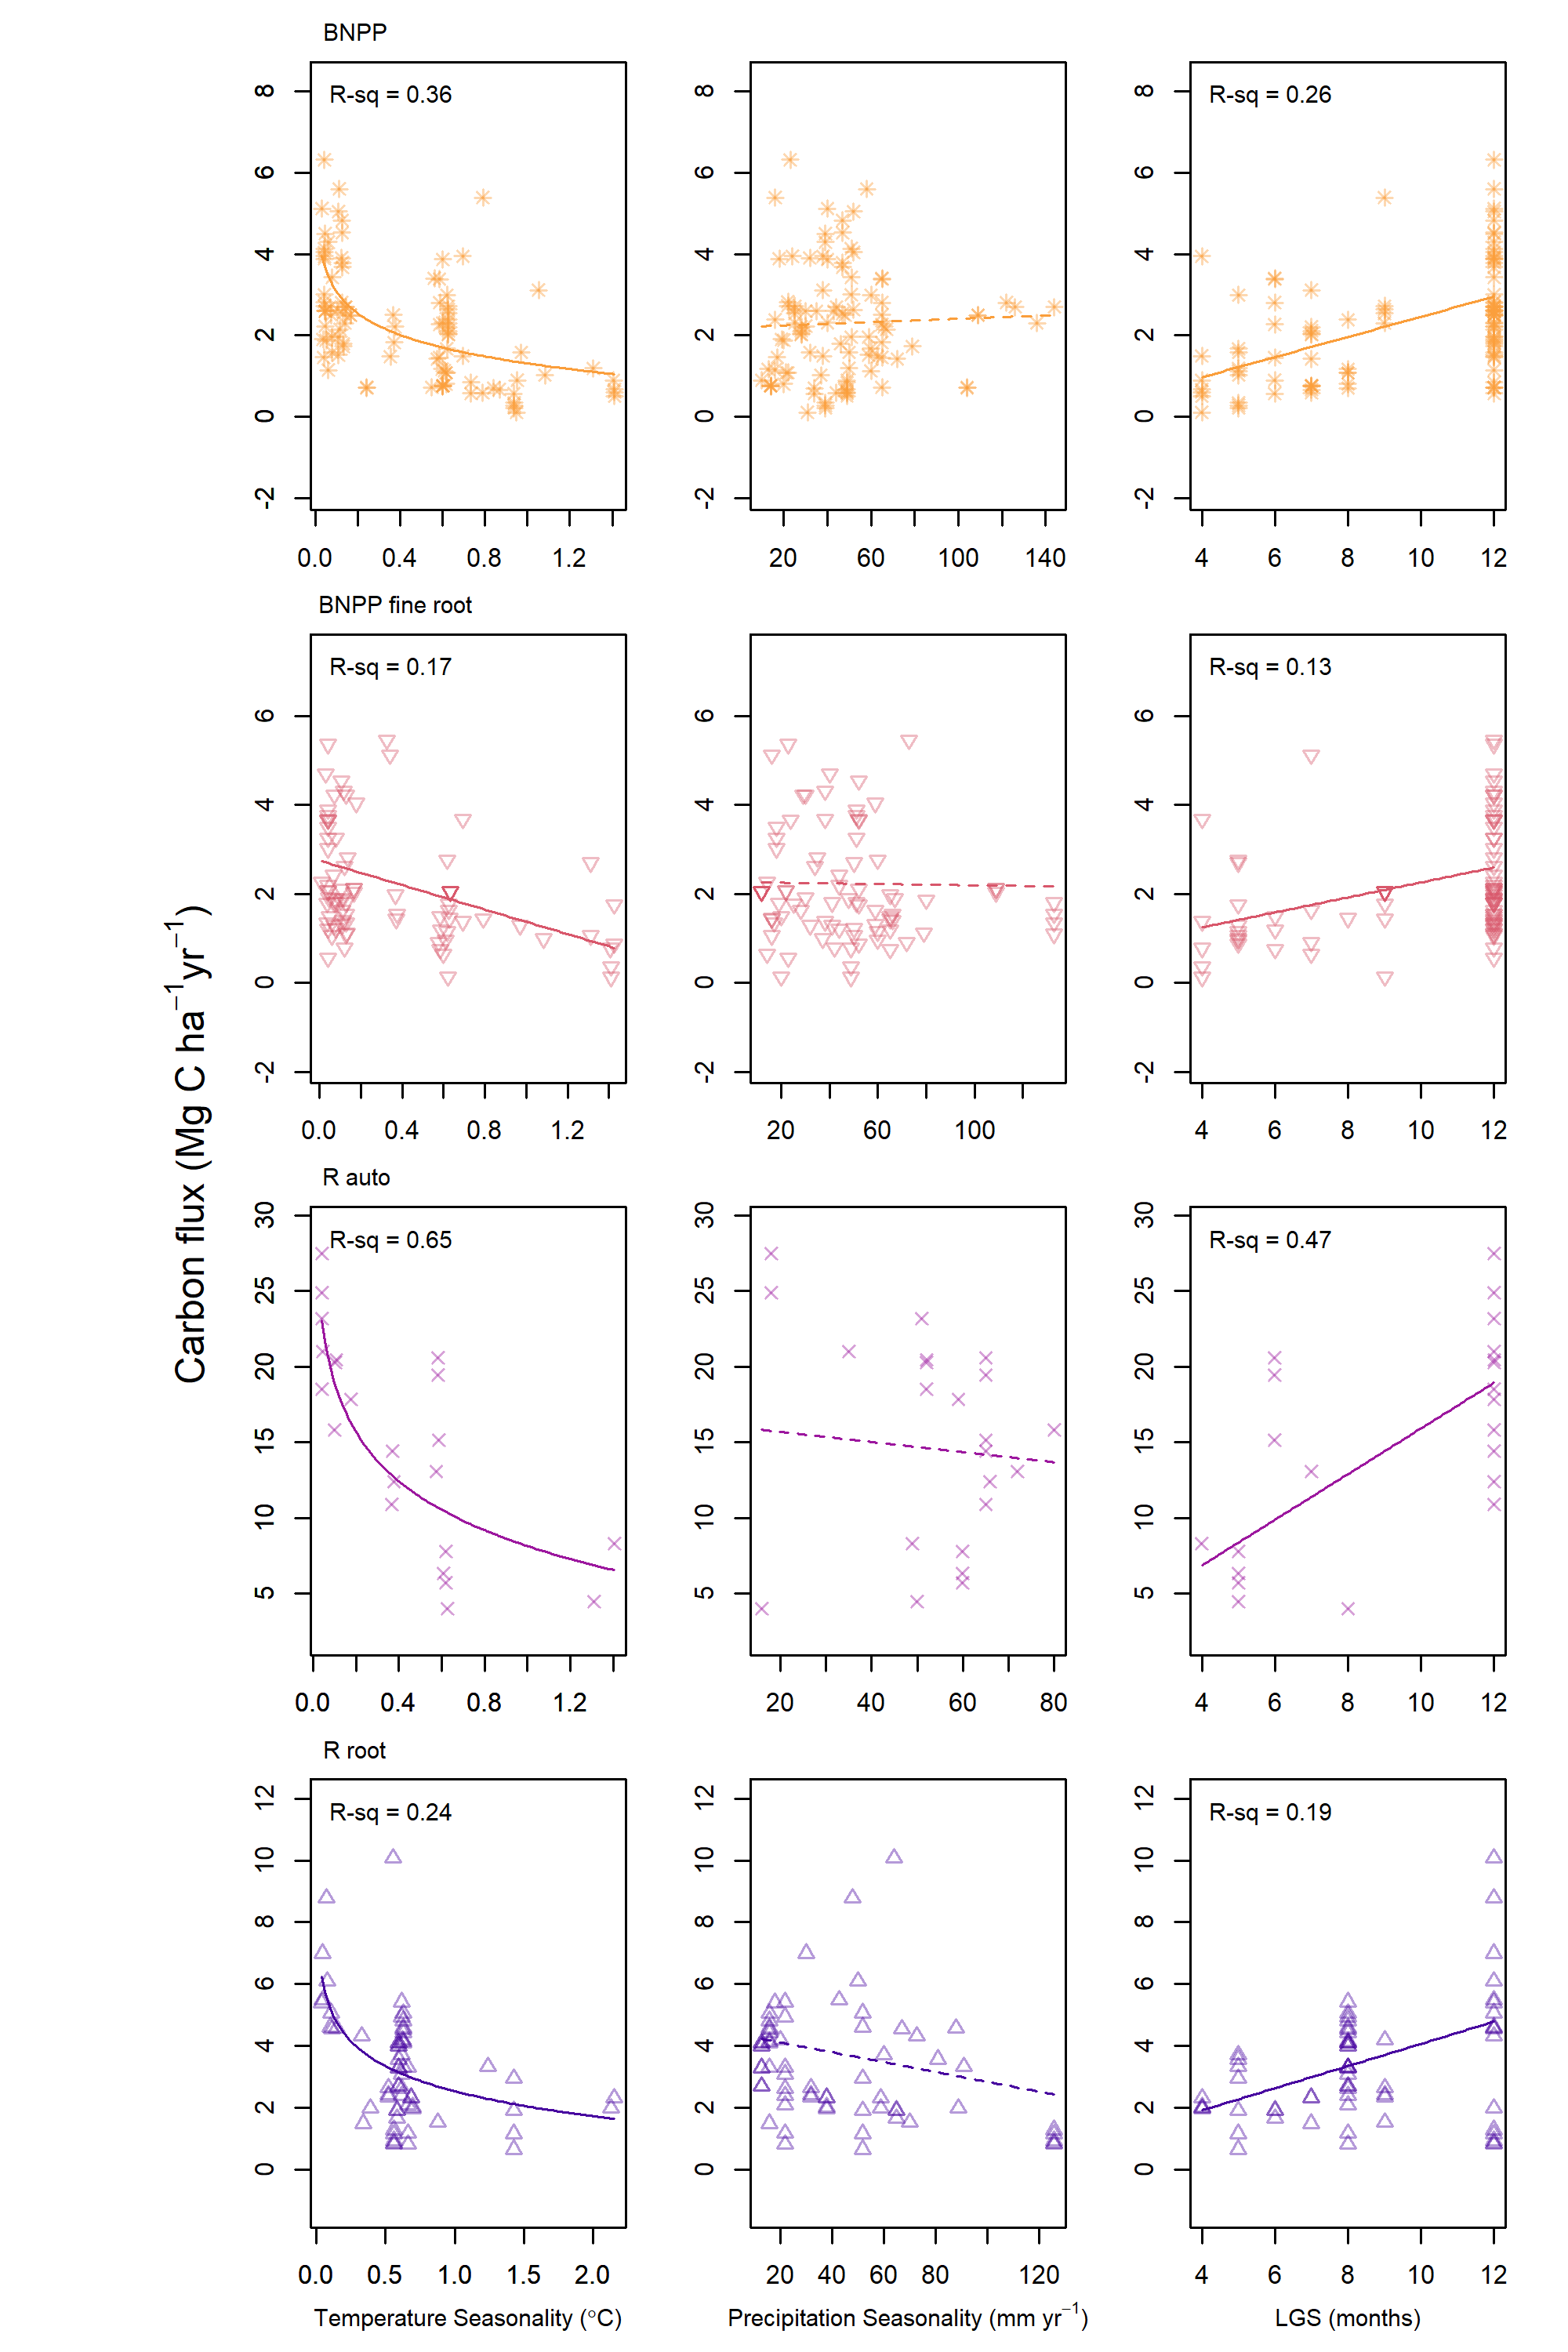 BNPP
R-sq = 0.36
R-sq = 0.26
8 6 4 2 0 -2
8 6 4 2 0 -2
8 6 4 2 0 -2
0.0 0.4 0.8 1.2
20 60 100 140
4 6 8 10 12
BNPP fine root
R-sq = 0.17
R-sq = 0.13
6 4 2 0 -2
6 4 2 0 -2
6 4 2 0 -2
0.0 0.4 0.8 1.2
20 60 100
4 6 8 10 12
Carbon flux (Mg C ha⁻¹yr⁻¹)
R auto
R-sq = 0.65
R-sq = 0.47
30 25 20 15 10 5
30 25 20 15 10 5
30 25 20 15 10 5
0.0 0.4 0.8 1.2
20 40 60 80
4 6 8 10 12
R root
R-sq = 0.24
R-sq = 0.19
12 10 8 6 4 2 0
12 10 8 6 4 2 0
12 10 8 6 4 2 0
0.0 0.5 1.0 1.5 2.0
20 40 60 80 120
4 6 8 10 12
Temperature Seasonality (°C)
Precipitation Seasonality (mm yr⁻¹)
LGS (months)